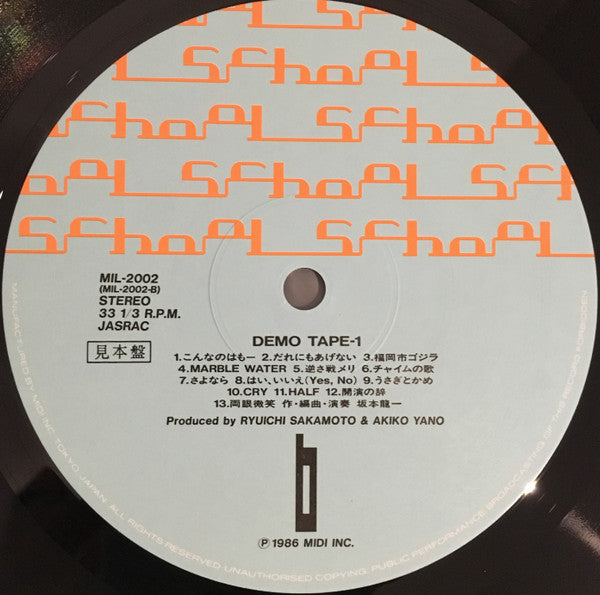 School School
School School School
School School
School School School
School School
MIL-2002
(MIL-2002-B)
STEREO
33 1/3 R.P.M.
JASRAC
見本盤
DEMO TAPE-1
1.こんなのはもー 2.だれにもあげない 3.福岡市ゴジラ
4.MARBLE WATER 5.逆さ戦メリ 6.チャイムの歌
7.さよなら 8.はい、いいえ(Yes, No) 9.うさぎとかめ
10.CRY 11.HALF 12.開演の辞
13.両眼微笑 作・編曲・演奏 坂本龍一
Produced by RYUICHI SAKAMOTO & AKIKO YANO
b
Ⓟ 1986 MIDI INC.
MANUFACTURED BY MIDI INC. TOKYO, JAPAN. ALL RIGHTS RESERVED. UNAUTHORISED COPYING, PUBLIC PERFORMANCE BROADCASTING OF THIS RECORD FORBIDDEN